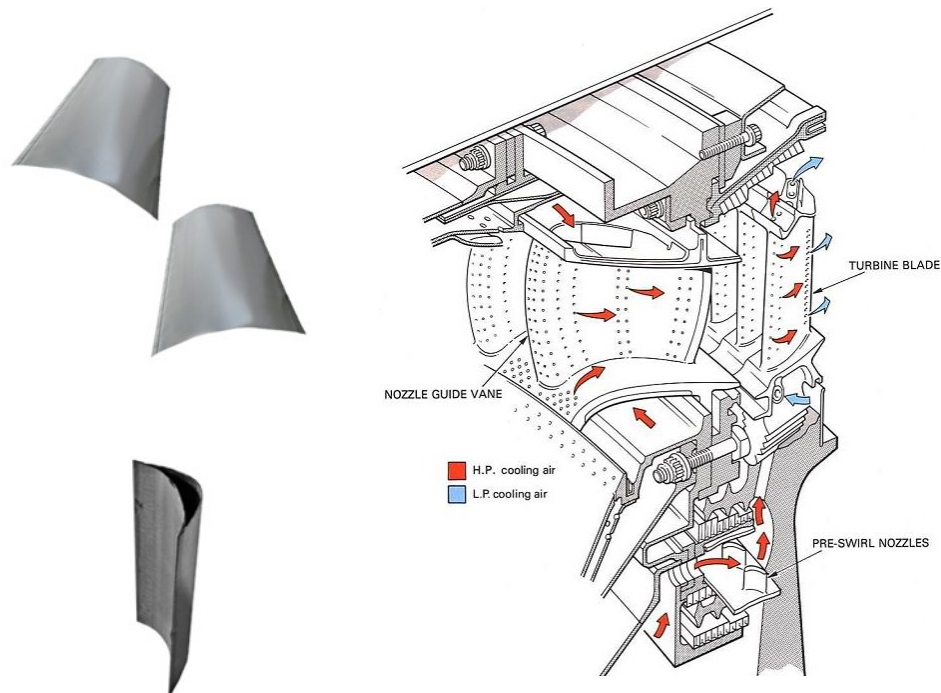 TURBINE BLADE
NOZZLE GUIDE VANE
H.P. cooling air
L.P. cooling air
PRE-SWIRL NOZZLES